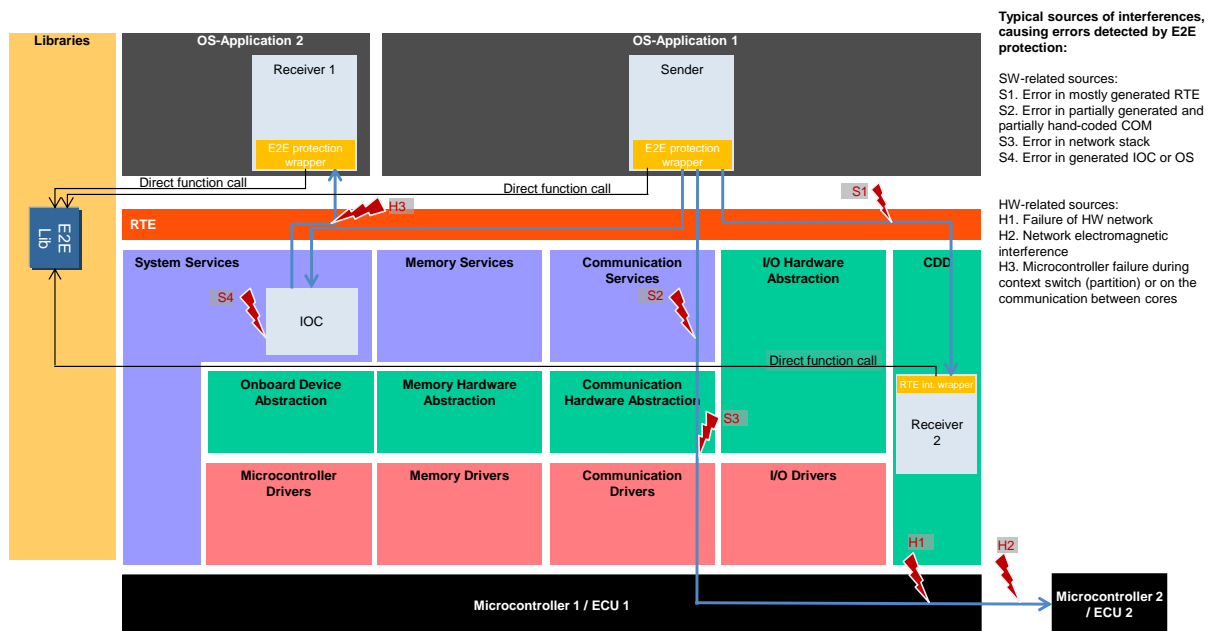 Typical sources of interferences,
causing errors detected by E2E
protection:
SW-related sources:
S1. Error in mostly generated RTE
S2. Error in partially generated and
partially hand-coded COM
S3. Error in network stack
S4. Error in generated IOC or OS
HW-related sources:
H1. Failure of HW network
H2. Network electromagnetic
interference
H3. Microcontroller failure during
context switch (partition) or on the
communication between cores
Libraries
OS-Application 2
OS-Application 1
Receiver 1
Sender
E2E protection
wrapper
E2E protection
wrapper
Direct function call
Direct function call
S1
H3
RTE
E2E
Lib
System Services
Memory Services
Communication
Services
I/O Hardware
Abstraction
CDD
S4
S2
IOC
Direct function call
Onboard Device
Abstraction
Memory Hardware
Abstraction
Communication
Hardware Abstraction
RTE int. wrapper
S3
Receiver
2
Microcontroller
Drivers
Memory Drivers
Communication
Drivers
I/O Drivers
H1
H2
Microcontroller 1 / ECU 1
Microcontroller 2
/ ECU 2